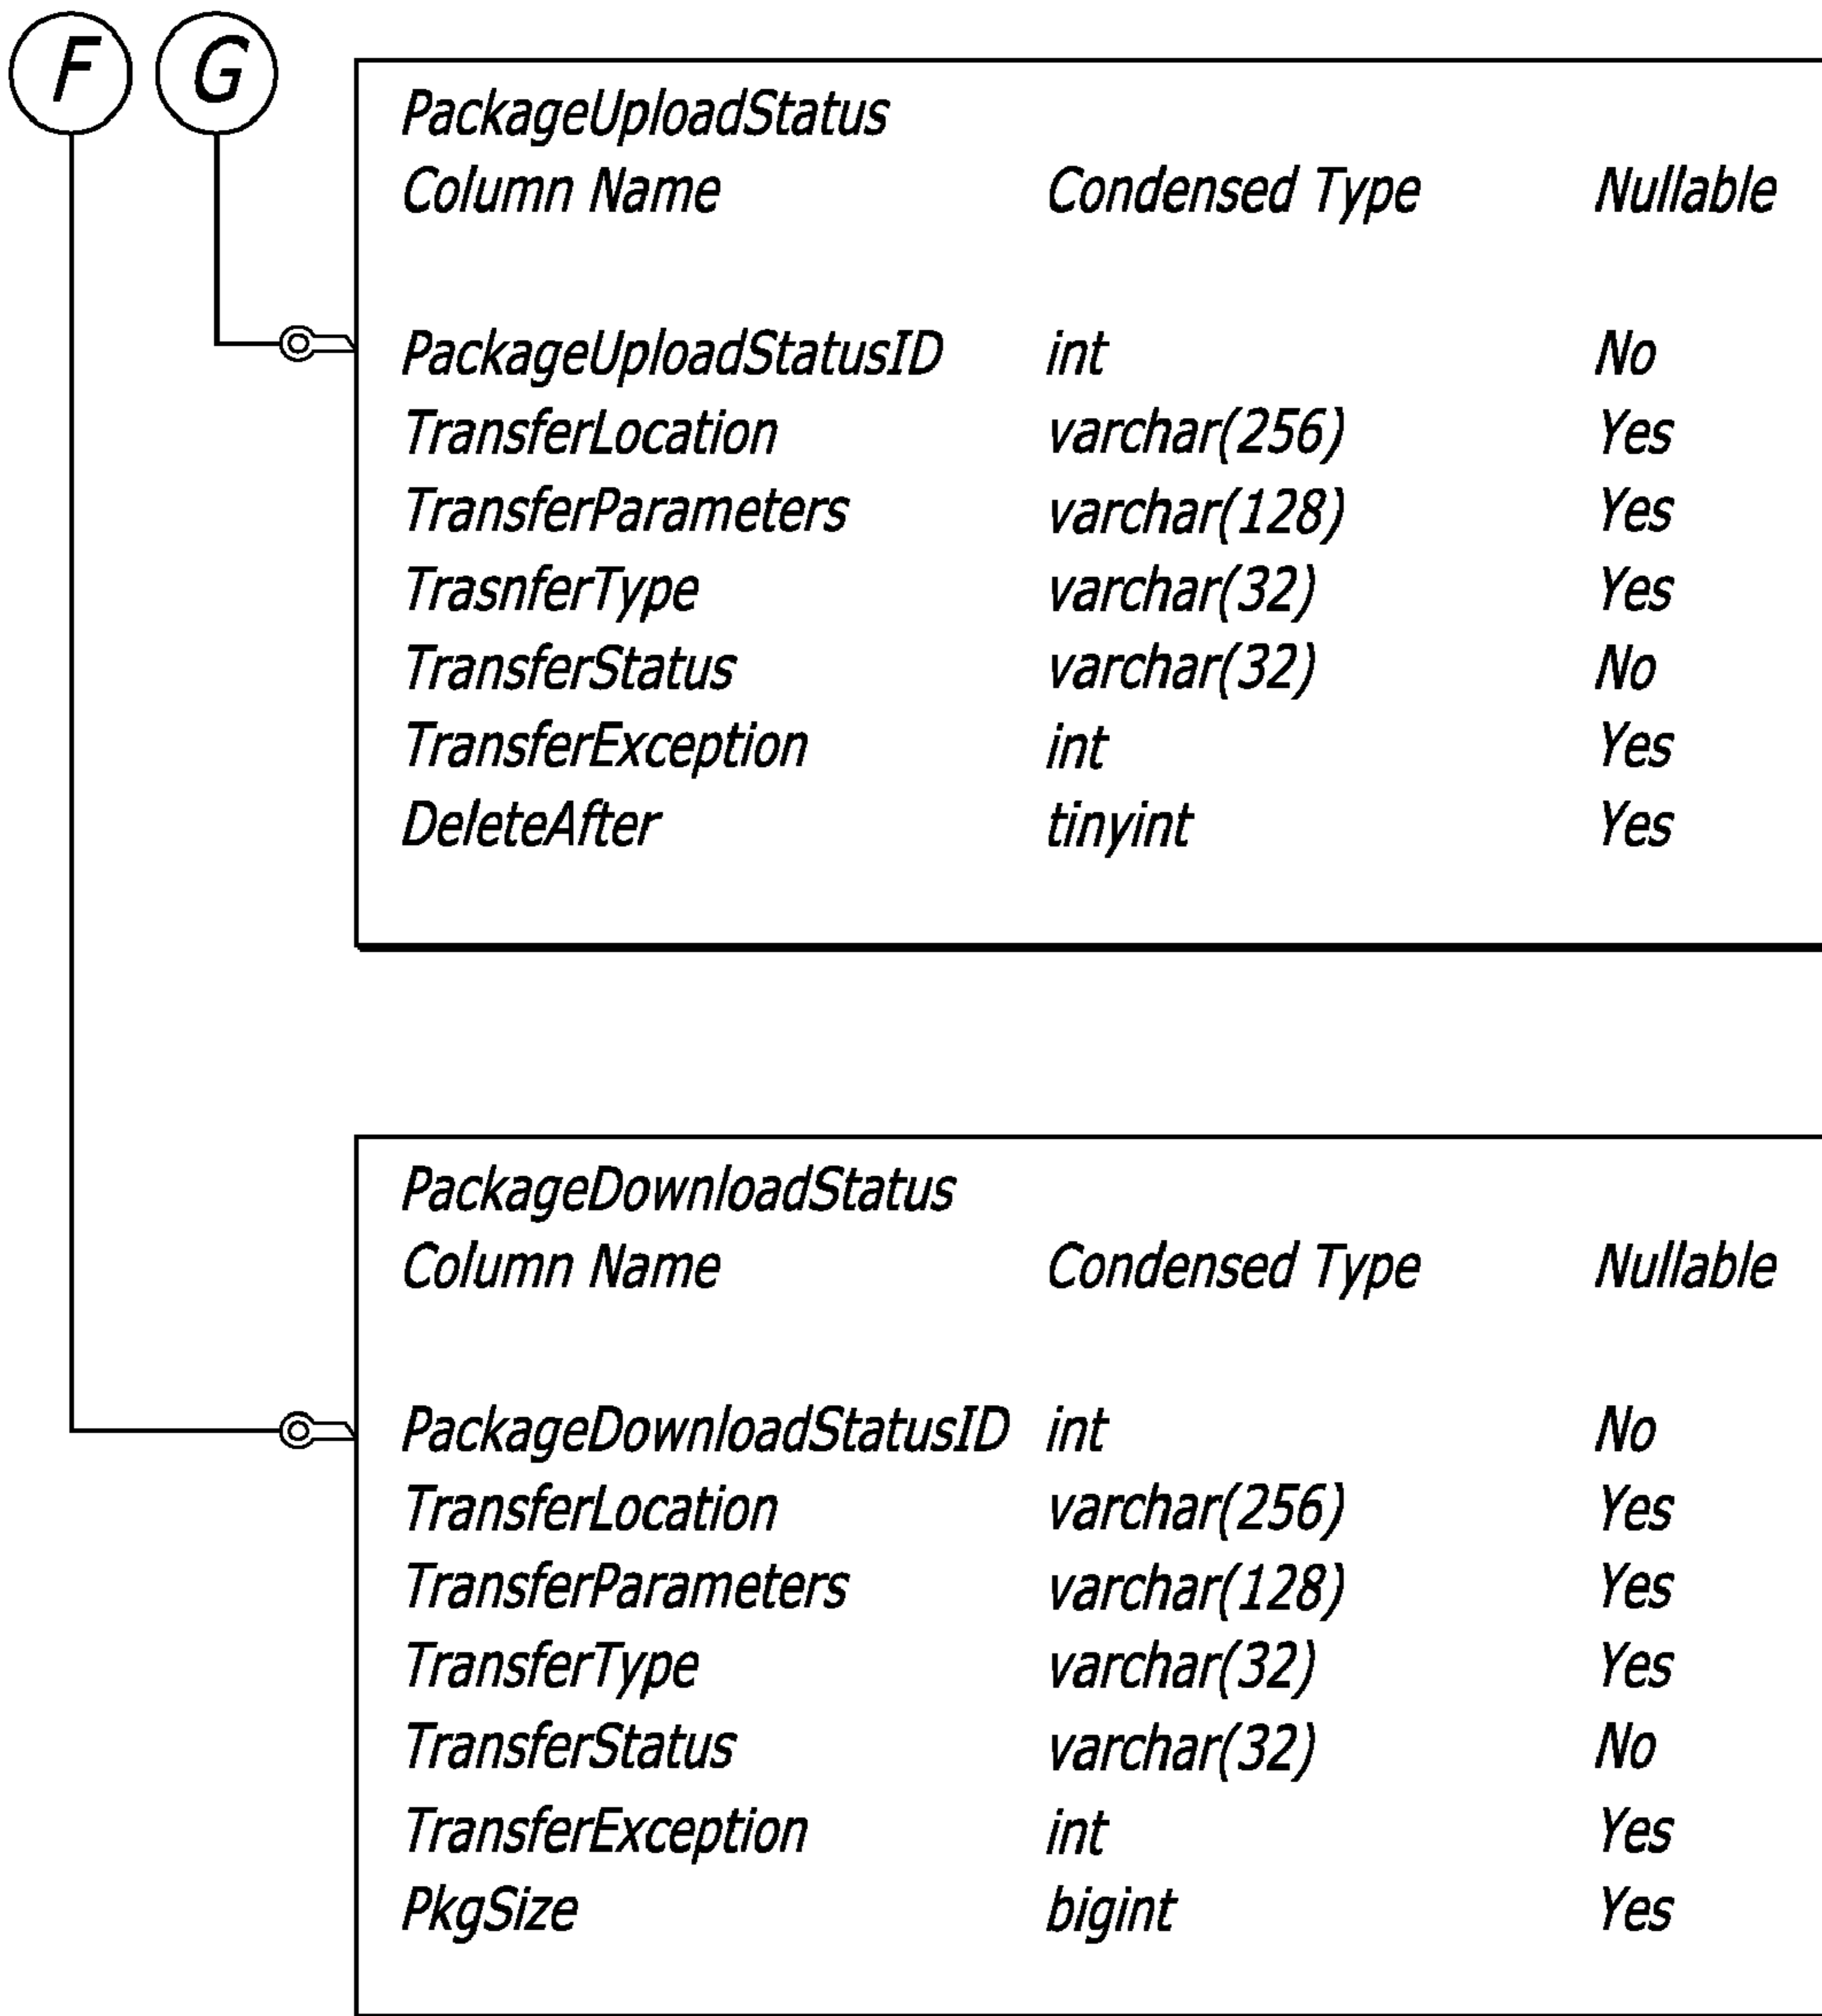 F G
PackageUploadStatus
Column Name Condensed Type Nullable
PackageUploadStatusID int No
TransferLocation varchar(256) Yes
TransferParameters varchar(128) Yes
TrasnferType varchar(32) Yes
TransferStatus varchar(32) No
TransferException int Yes
DeleteAfter tinyint Yes
PackageDownloadStatus
Column Name Condensed Type Nullable
PackageDownloadStatusID int No
TransferLocation varchar(256) Yes
TransferParameters varchar(128) Yes
TransferType varchar(32) Yes
TransferStatus varchar(32) No
TransferException int Yes
PkgSize bigint Yes